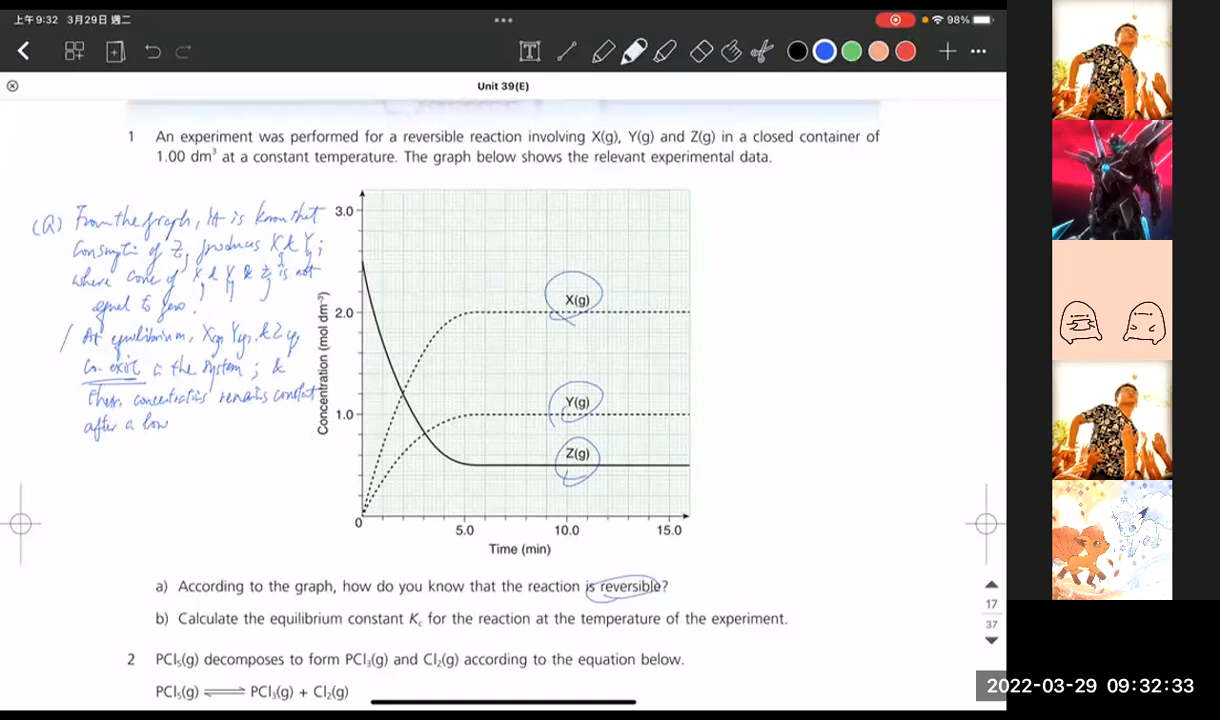 上午9:32 3月29日 週二
98%
Unit 39(E)
1 An experiment was performed for a reversible reaction involving X(g), Y(g) and Z(g) in a closed container of
1.00 dm³ at a constant temperature. The graph below shows the relevant experimental data.
(a) From the graph, it is known that
of Z, produces X & Y;
where conc of X & Y & Z is not
equal to zero.
/ At equilibrium, X(g), Y(g), & Z(g)
co-exist in the system; &
their concentrations remains constant
after a
Concentration (mol dm⁻³)
3.0
2.0
1.0
0
X(g)
Y(g)
Z(g)
5.0 10.0 15.0
Time (min)
a) According to the graph, how do you know that the reaction is reversible?
b) Calculate the equilibrium constant Kc for the reaction at the temperature of the experiment.
17
37
2 PCl₅(g) decomposes to form PCl₃(g) and Cl₂(g) according to the equation below.
PCl₅(g) ⇌ PCl₃(g) + Cl₂(g)
2022-03-29 09:32:33